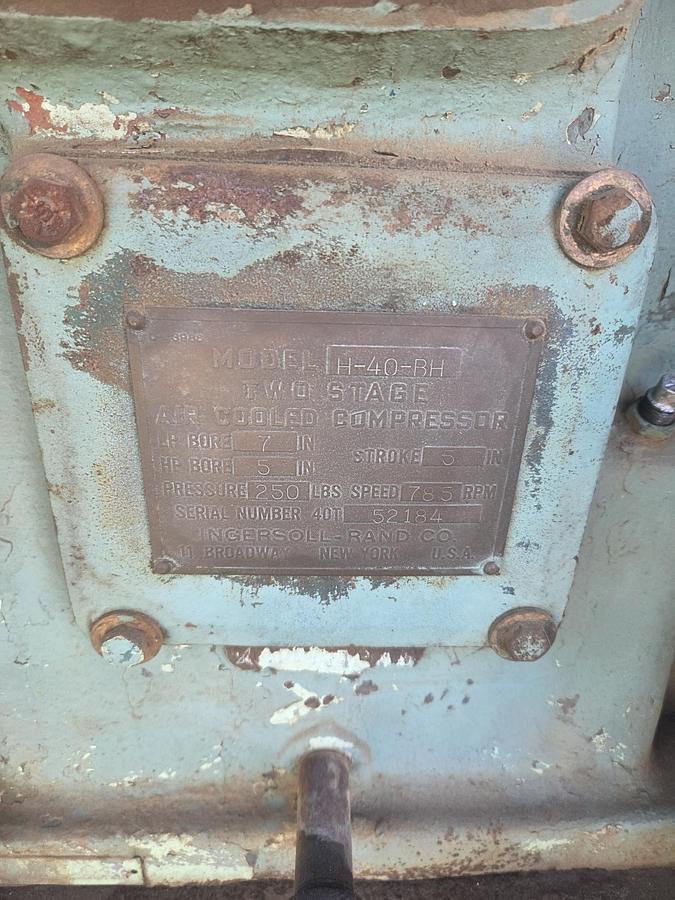 MODEL H-40-BH
TWO STAGE
AIR COOLED COMPRESSOR
LP BORE 7 IN
HP BORE 5 IN STROKE 5 IN
PRESSURE 250 LBS SPEED 785 RPM
SERIAL NUMBER 40T 52184
INGERSOLL-RAND CO.
11 BROADWAY NEW YORK U.S.A.